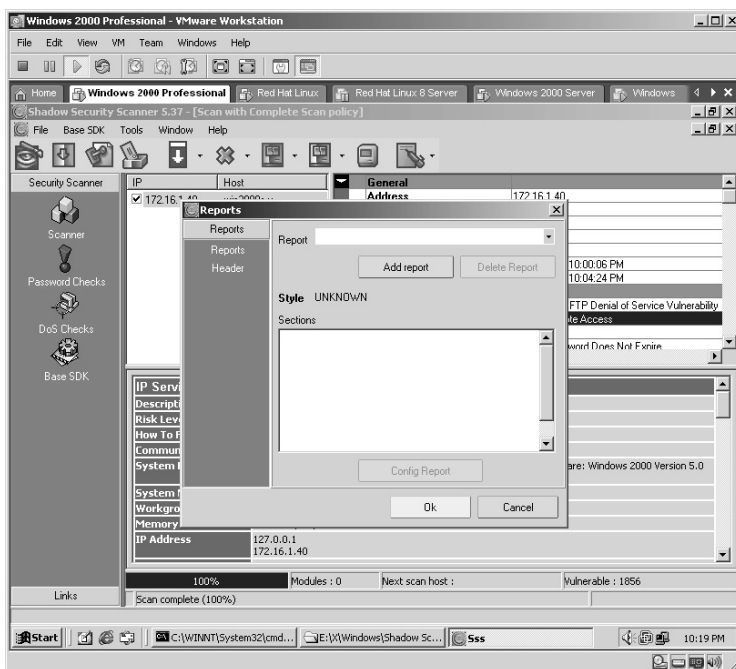 Windows 2000 Professional - VMware Workstation
File Edit View VM Team Windows Help
Home Windows 2000 Professional Red Hat Linux Red Hat Linux 8 Server Windows 2000 Server Windows
Shadow Security Scanner 5.37 - [Scan with Complete Scan policy]
File Base SDK Tools Window Help
Security Scanner
Scanner
Password Checks
DoS Checks
Base SDK
Links
IP Host
172.16.1.40
General
Address 172.16.1.40
10:00:06 PM
10:04:24 PM
FTP Denial of Service Vulnerability
te Access
word Does Not Expire
Reports
Reports
Reports
Header
Report
Add report Delete Report
Style UNKNOWN
Sections
Config Report
Ok Cancel
IP Servi
Descripti
Risk Lev
How To F
Commun
System I
are: Windows 2000 Version 5.0
System N
Workgro
Memory
IP Address 127.0.0.1
172.16.1.40
100% Modules : 0 Next scan host : Vulnerable : 1856
Scan complete (100%)
Start C:\WINNT\System32\cmd... E:\X\Windows\Shadow Sc... Sss 10:19 PM